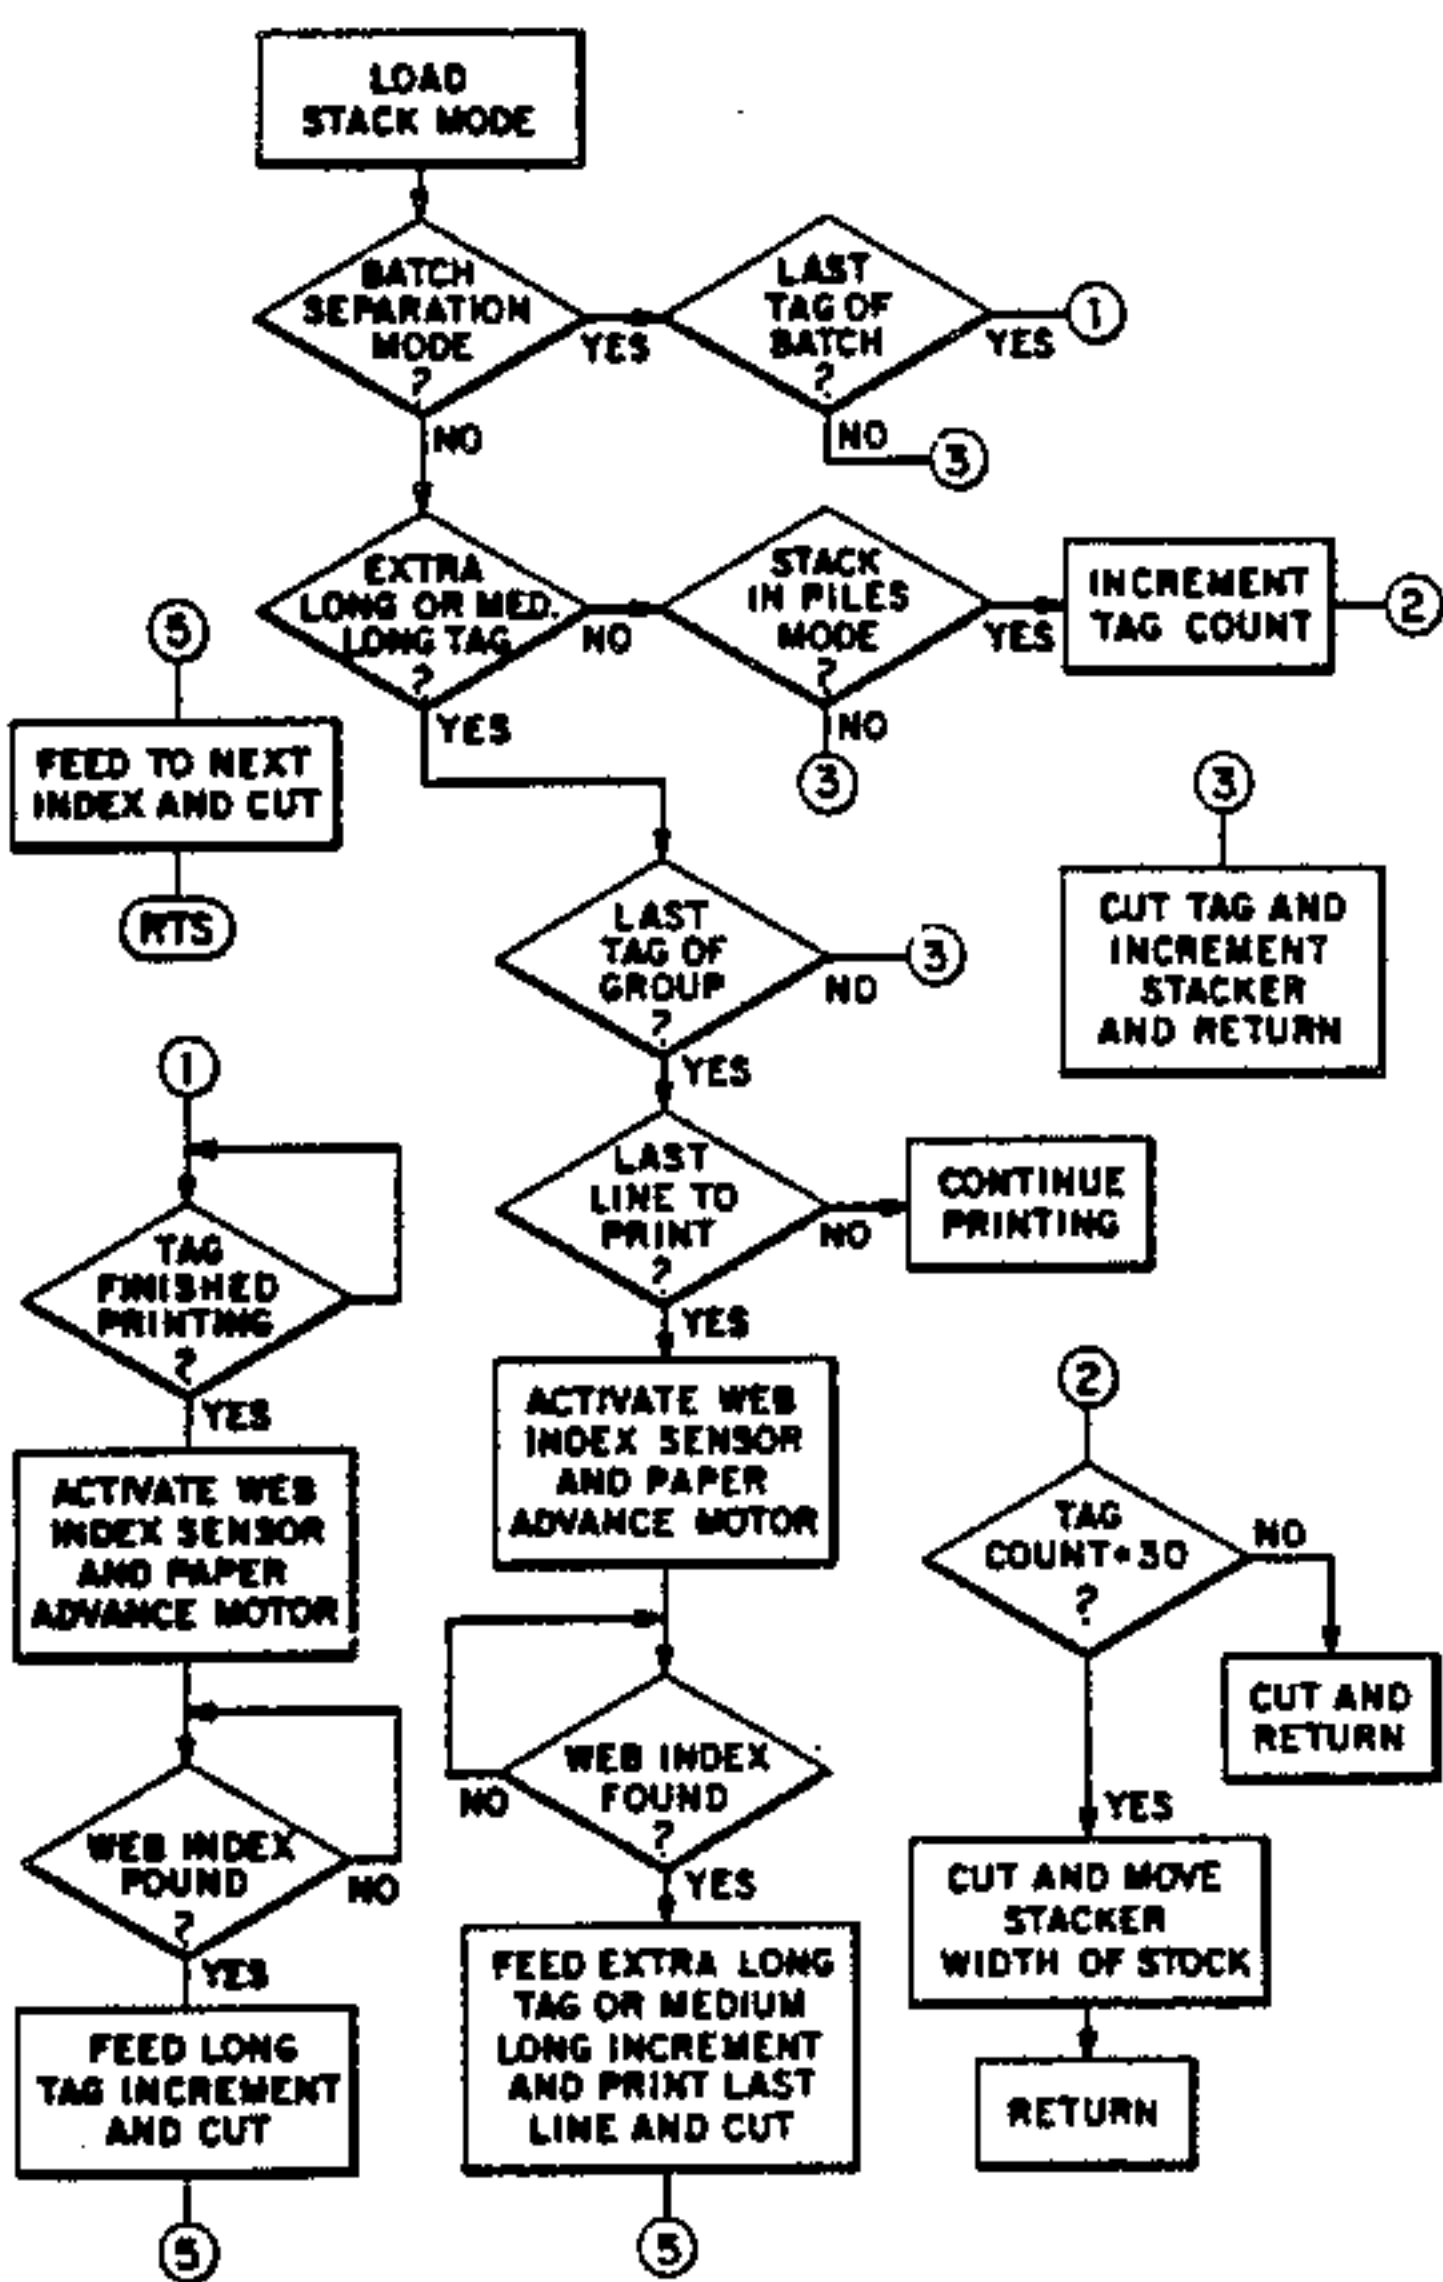 LOAD
STACK MODE
BATCH
SEPARATION
MODE
?
YES
NO
LAST
TAG OF
BATCH
?
YES
1
NO
3
EXTRA
LONG OR MED.
LONG TAG
?
NO
YES
STACK
IN PILES
MODE
?
YES
NO
3
INCREMENT
TAG COUNT
2
5
FEED TO NEXT
INDEX AND CUT
RTS
3
CUT TAG AND
INCREMENT
STACKER
AND RETURN
LAST
TAG OF
GROUP
?
NO
3
YES
LAST
LINE TO
PRINT
?
NO
CONTINUE
PRINTING
YES
ACTIVATE WEB
INDEX SENSOR
AND PAPER
ADVANCE MOTOR
WEB INDEX
FOUND
?
NO
YES
FEED EXTRA LONG
TAG OR MEDIUM
LONG INCREMENT
AND PRINT LAST
LINE AND CUT
5
1
TAG
FINISHED
PRINTING
?
YES
ACTIVATE WEB
INDEX SENSOR
AND PAPER
ADVANCE MOTOR
WEB INDEX
FOUND
?
NO
YES
FEED LONG
TAG INCREMENT
AND CUT
5
2
TAG
COUNT=30
?
NO
CUT AND
RETURN
YES
CUT AND MOVE
STACKER
WIDTH OF STOCK
RETURN